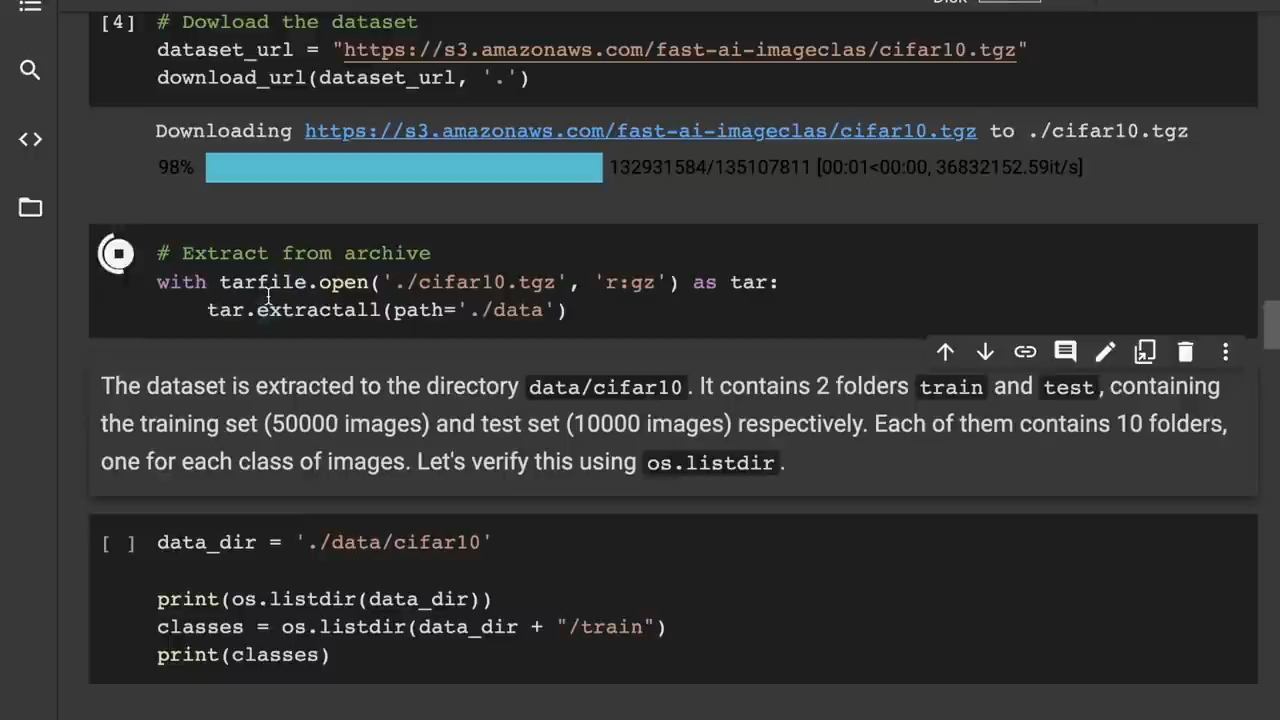 [4] # Dowload the dataset
dataset_url = "https://s3.amazonaws.com/fast-ai-imageclas/cifar10.tgz"
download_url(dataset_url, '.')
Downloading https://s3.amazonaws.com/fast-ai-imageclas/cifar10.tgz to ./cifar10.tgz
98% 132931584/135107811 [00:01<00:00, 36832152.59it/s]
# Extract from archive
with tarfile.open('./cifar10.tgz', 'r:gz') as tar:
    tar.extractall(path='./data')
The dataset is extracted to the directory data/cifar10. It contains 2 folders train and test, containing
the training set (50000 images) and test set (10000 images) respectively. Each of them contains 10 folders,
one for each class of images. Let's verify this using os.listdir.
[ ] data_dir = './data/cifar10'
print(os.listdir(data_dir))
classes = os.listdir(data_dir + "/train")
print(classes)